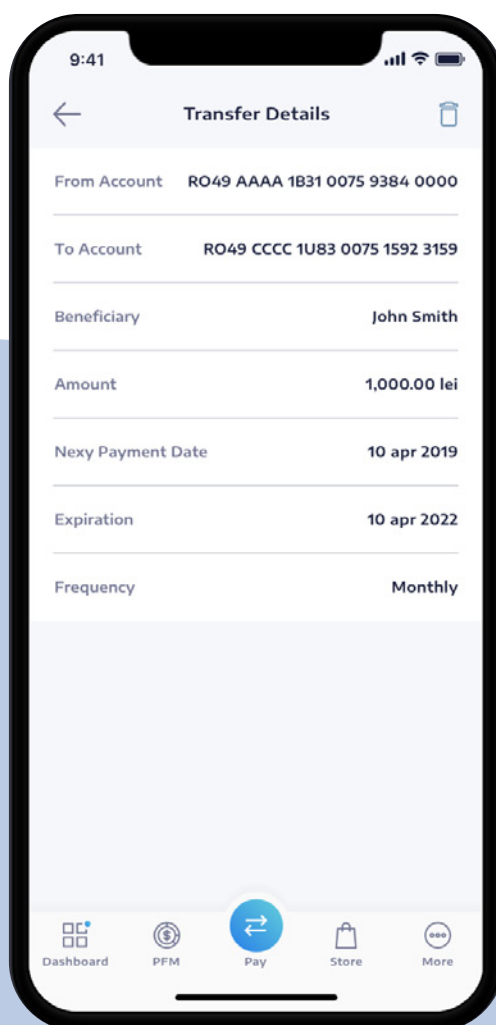 9:41
Transfer Details
From Account RO49 AAAA 1B31 0075 9384 0000
To Account RO49 CCCC 1U83 0075 1592 3159
Beneficiary John Smith
Amount 1,000.00 lei
Nexy Payment Date 10 apr 2019
Expiration 10 apr 2022
Frequency Monthly
Dashboard PFM Pay Store More